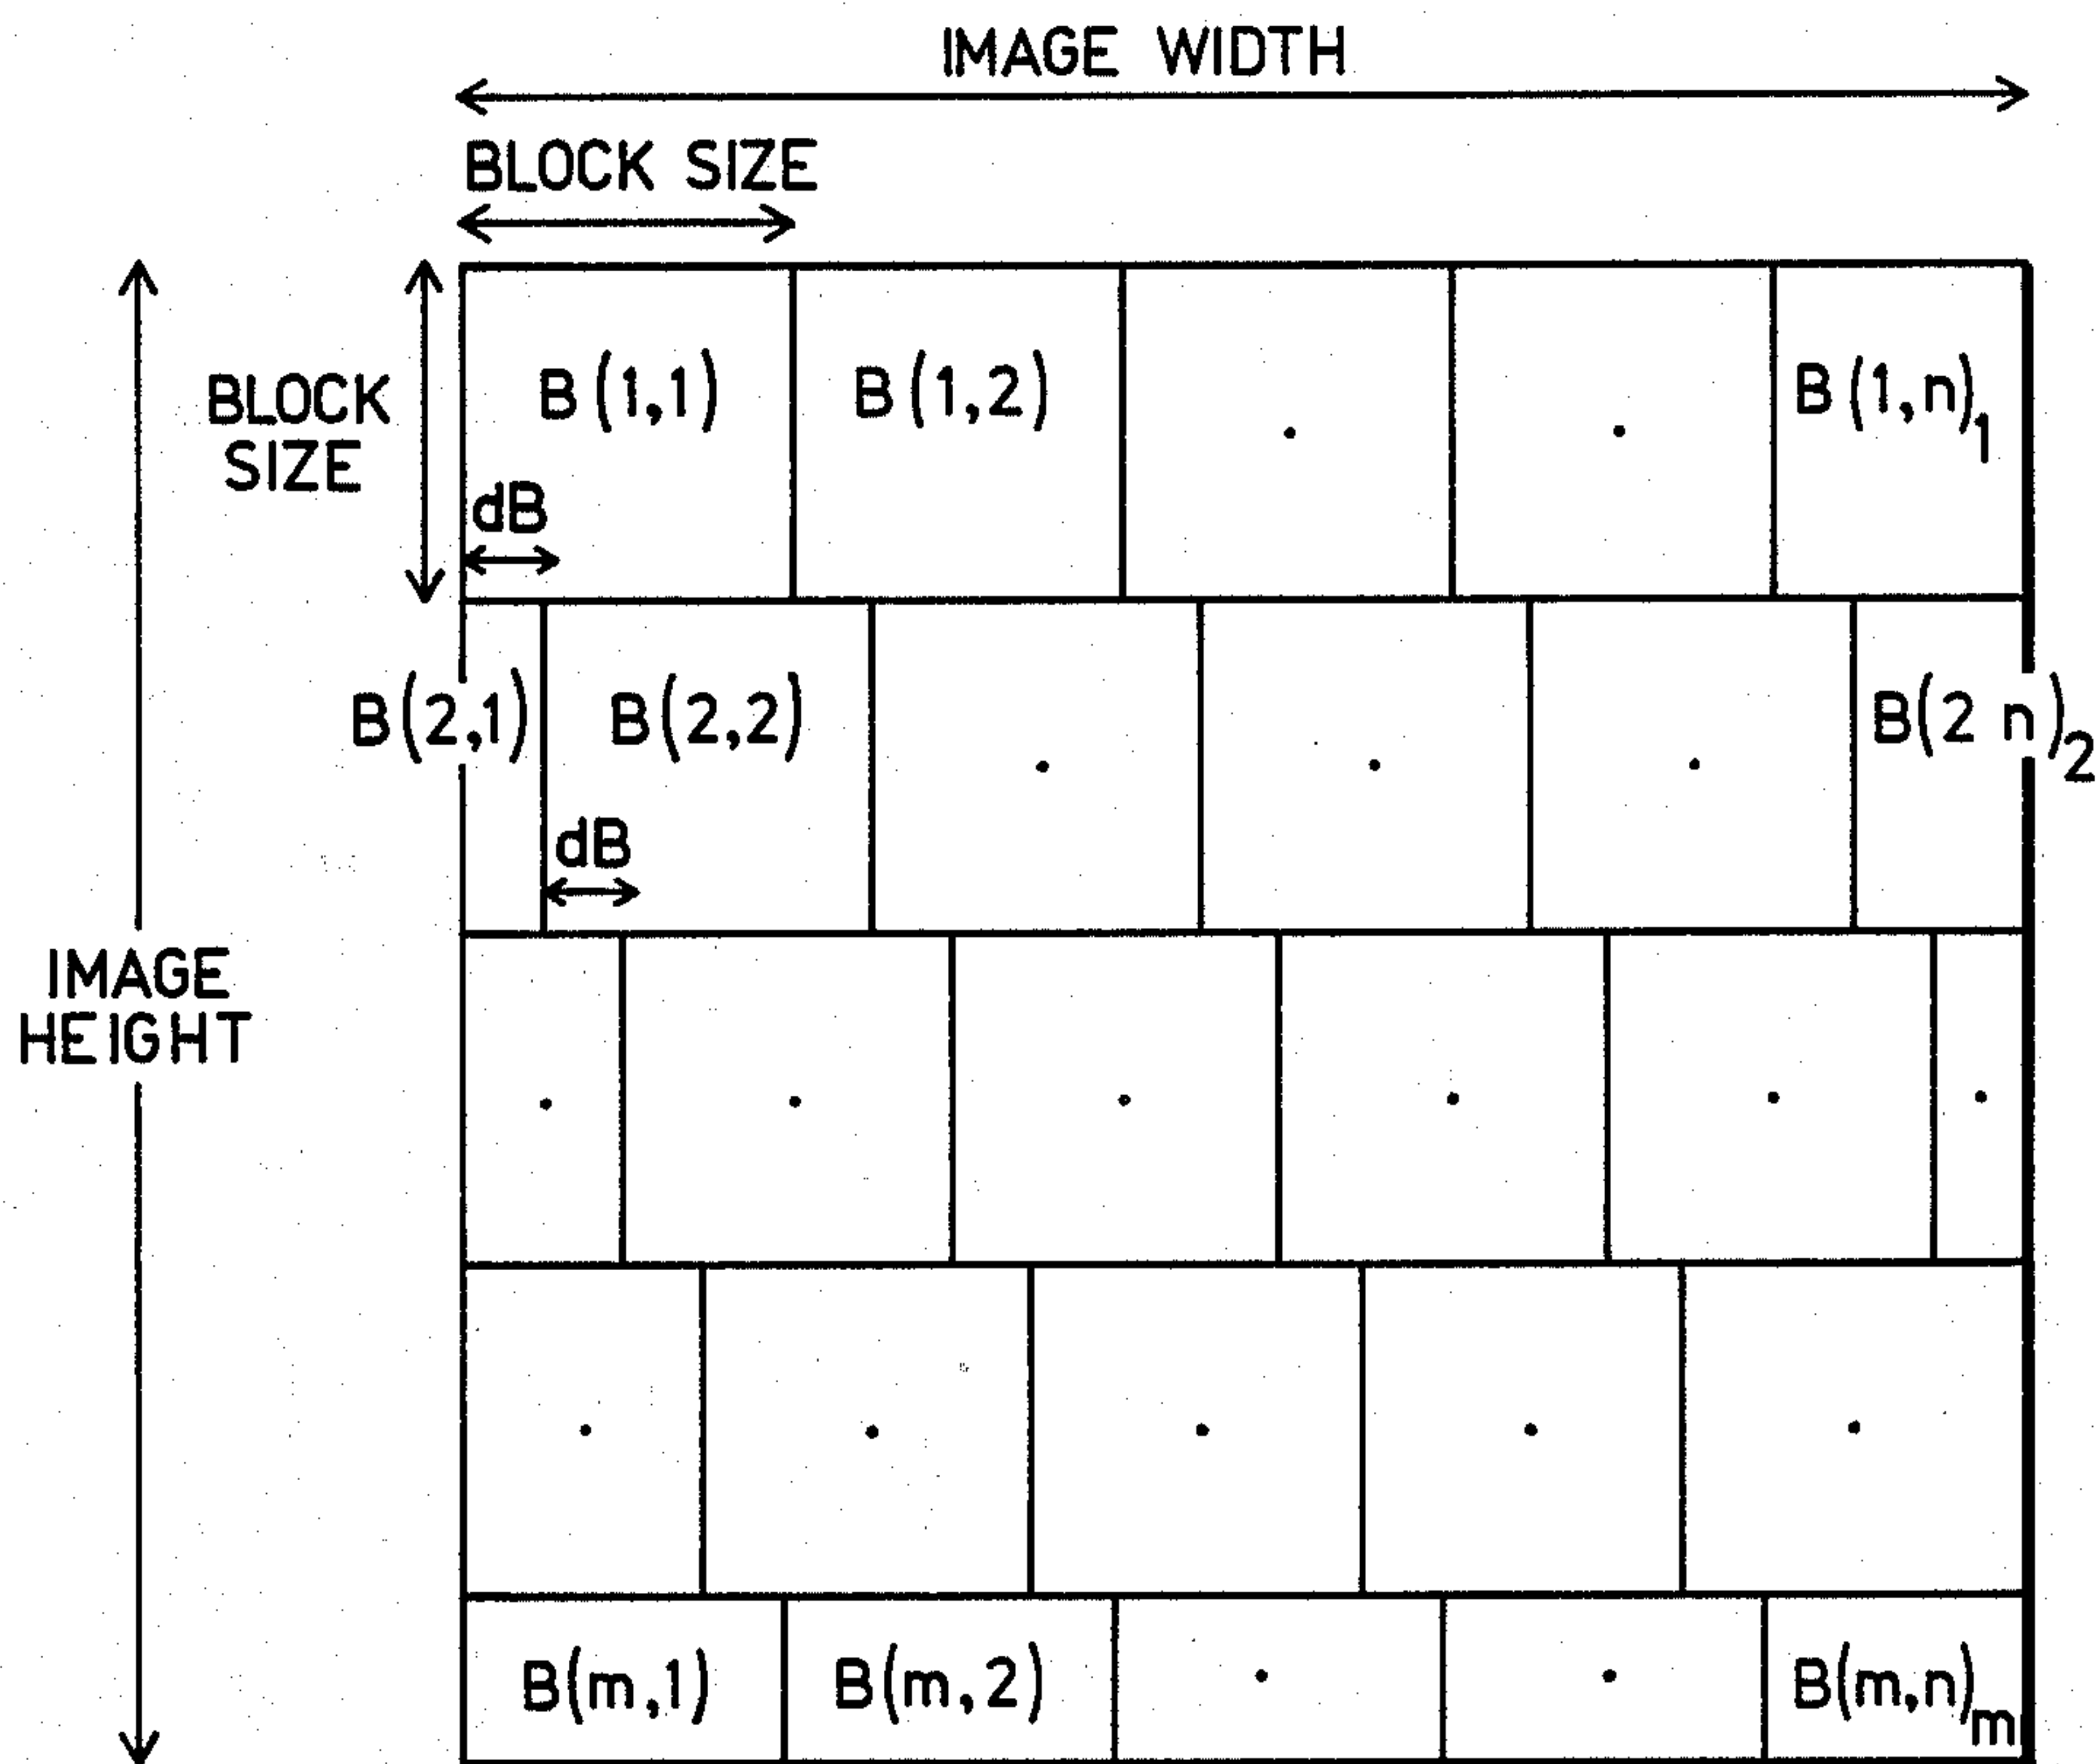 IMAGE WIDTH
BLOCK SIZE
BLOCK
SIZE
B(1,1) B(1,2) B(1,n)1
dB
B(2,1) B(2,2) B(2 n)2
dB
IMAGE
HEIGHT
B(m,1) B(m,2) B(m,n)m